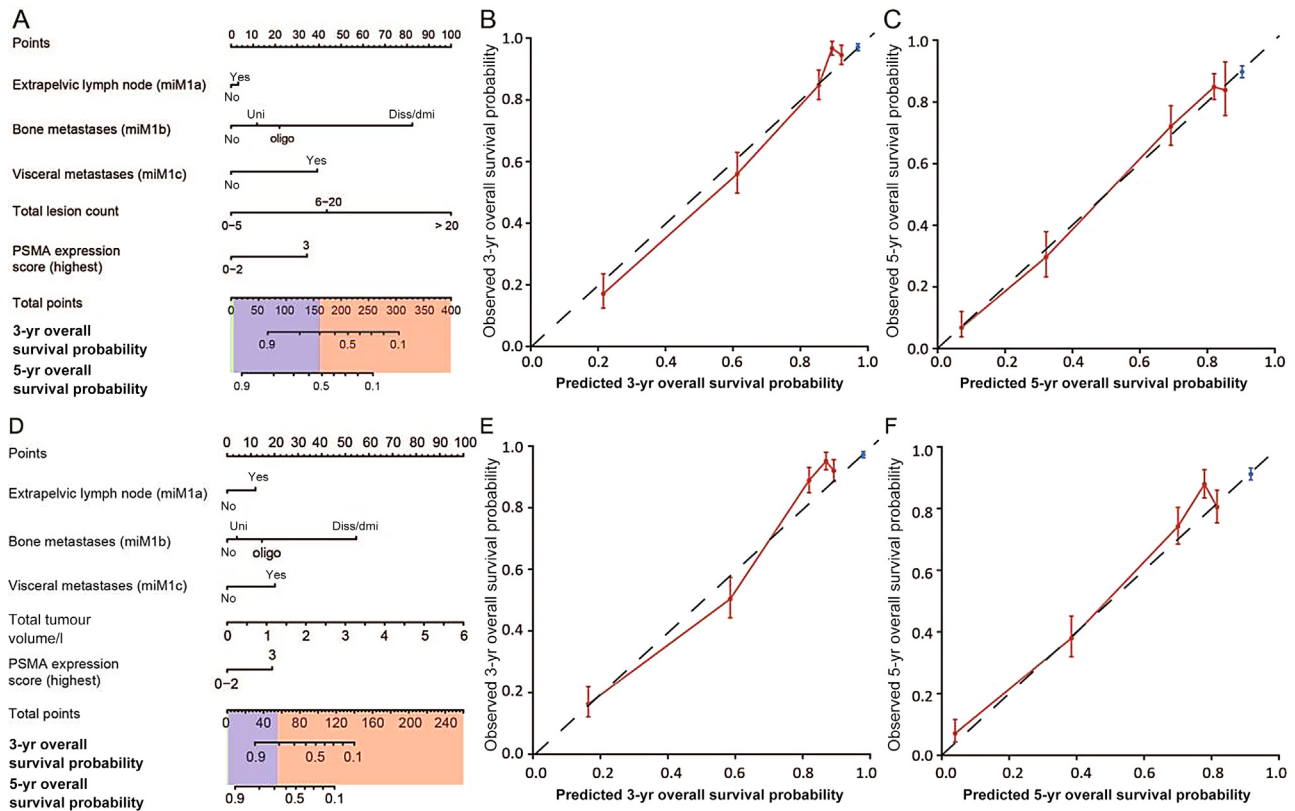 A
Points
0 10 20 30 40 50 60 70 80 90 100
Yes
Extrapelvic lymph node (miM1a)
No
Uni Diss/dmi
Bone metastases (miM1b)
No oligo
Yes
Visceral metastases (miM1c)
No
6−20
Total lesion count
0−5 > 20
PSMA expression 3
score (highest)
0−2
Total points
0 50 100 150 200 250 300 350 400
3-yr overall
survival probability
0.9 0.5 0.1
5-yr overall
survival probability
0.9 0.5 0.1
B
Observed 3-yr overall survival probability
1.0
0.8
0.6
0.4
0.2
0.0
0.0 0.2 0.4 0.6 0.8 1.0
Predicted 3-yr overall survival probability
C
Observed 5-yr overall survival probability
1.0
0.8
0.6
0.4
0.2
0.0
0.0 0.2 0.4 0.6 0.8 1.0
Predicted 5-yr overall survival probability
D
Points
0 10 20 30 40 50 60 70 80 90 100
Yes
Extrapelvic lymph node (miM1a)
No
Uni Diss/dmi
Bone metastases (miM1b)
No oligo
Yes
Visceral metastases (miM1c)
No
Total tumour
volume/l
0 1 2 3 4 5 6
PSMA expression 3
score (highest)
0−2
Total points
0 40 80 120 160 200 240
3-yr overall
survival probability
0.9 0.5 0.1
5-yr overall
survival probability
0.9 0.5 0.1
E
Observed 3-yr overall survival probability
1.0
0.8
0.6
0.4
0.2
0.0
0.0 0.2 0.4 0.6 0.8 1.0
Predicted 3-yr overall survival probability
F
Observed 5-yr overall survival probability
1.0
0.8
0.6
0.4
0.2
0.0
0.0 0.2 0.4 0.6 0.8 1.0
Predicted 5-yr overall survival probability